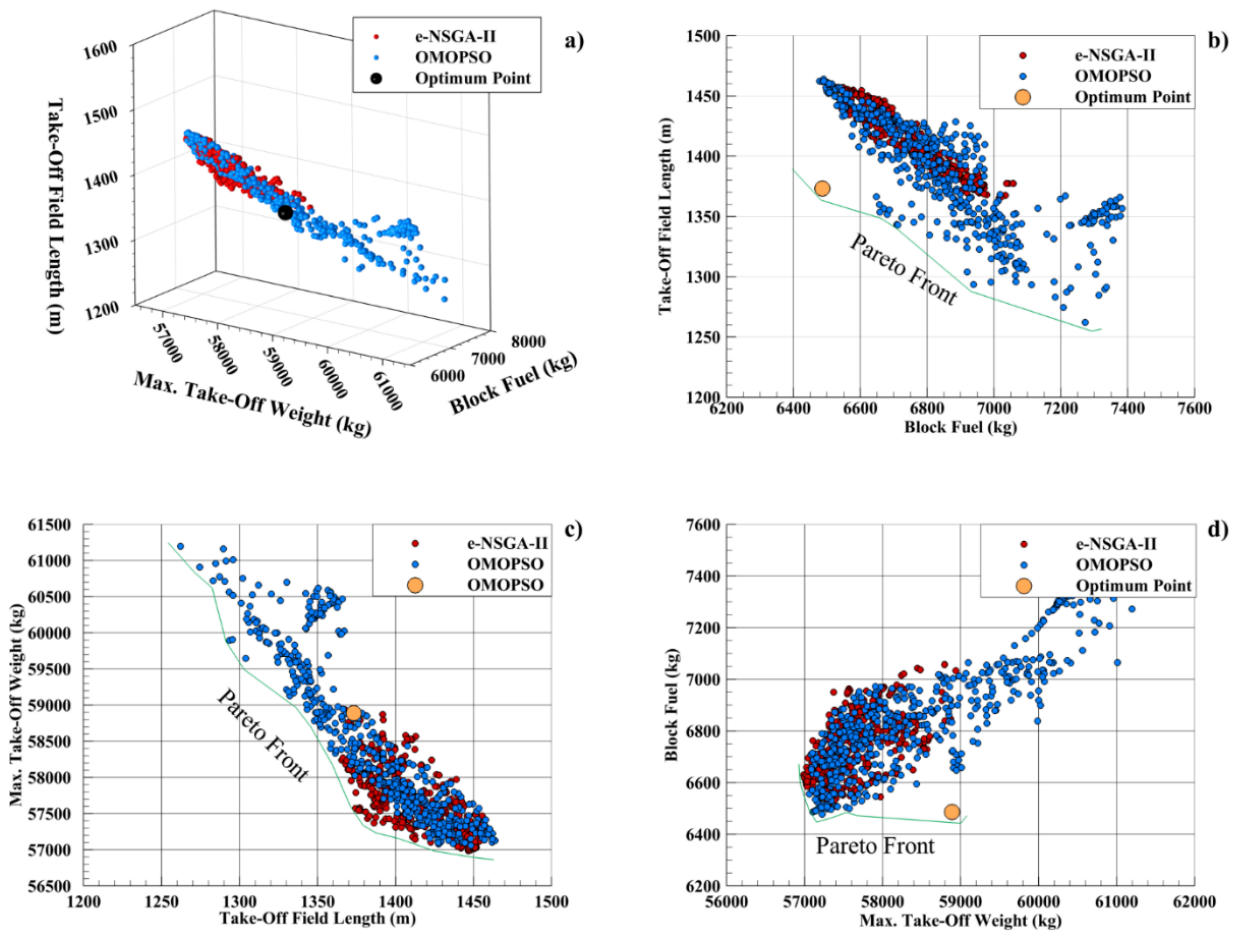 a)
e-NSGA-II
OMOPSO
Optimum Point
1600
1500
1400
1300
1200
Take-Off Field Length (m)
57000
58000
59000
60000
61000
Max. Take-Off Weight (kg)
6000
7000
8000
Block Fuel (kg)
b)
e-NSGA-II
OMOPSO
Optimum Point
1500
1450
1400
1350
1300
1250
1200
Take-Off Field Length (m)
Pareto Front
6200 6400 6600 6800 7000 7200 7400 7600
Block Fuel (kg)
c)
e-NSGA-II
OMOPSO
OMOPSO
61500
61000
60500
60000
59500
59000
58500
58000
57500
57000
56500
Max. Take-Off Weight (kg)
Pareto Front
1200 1250 1300 1350 1400 1450 1500
Take-Off Field Length (m)
d)
e-NSGA-II
OMOPSO
Optimum Point
7600
7400
7200
7000
6800
6600
6400
6200
Block Fuel (kg)
Pareto Front
56000 57000 58000 59000 60000 61000 62000
Max. Take-Off Weight (kg)